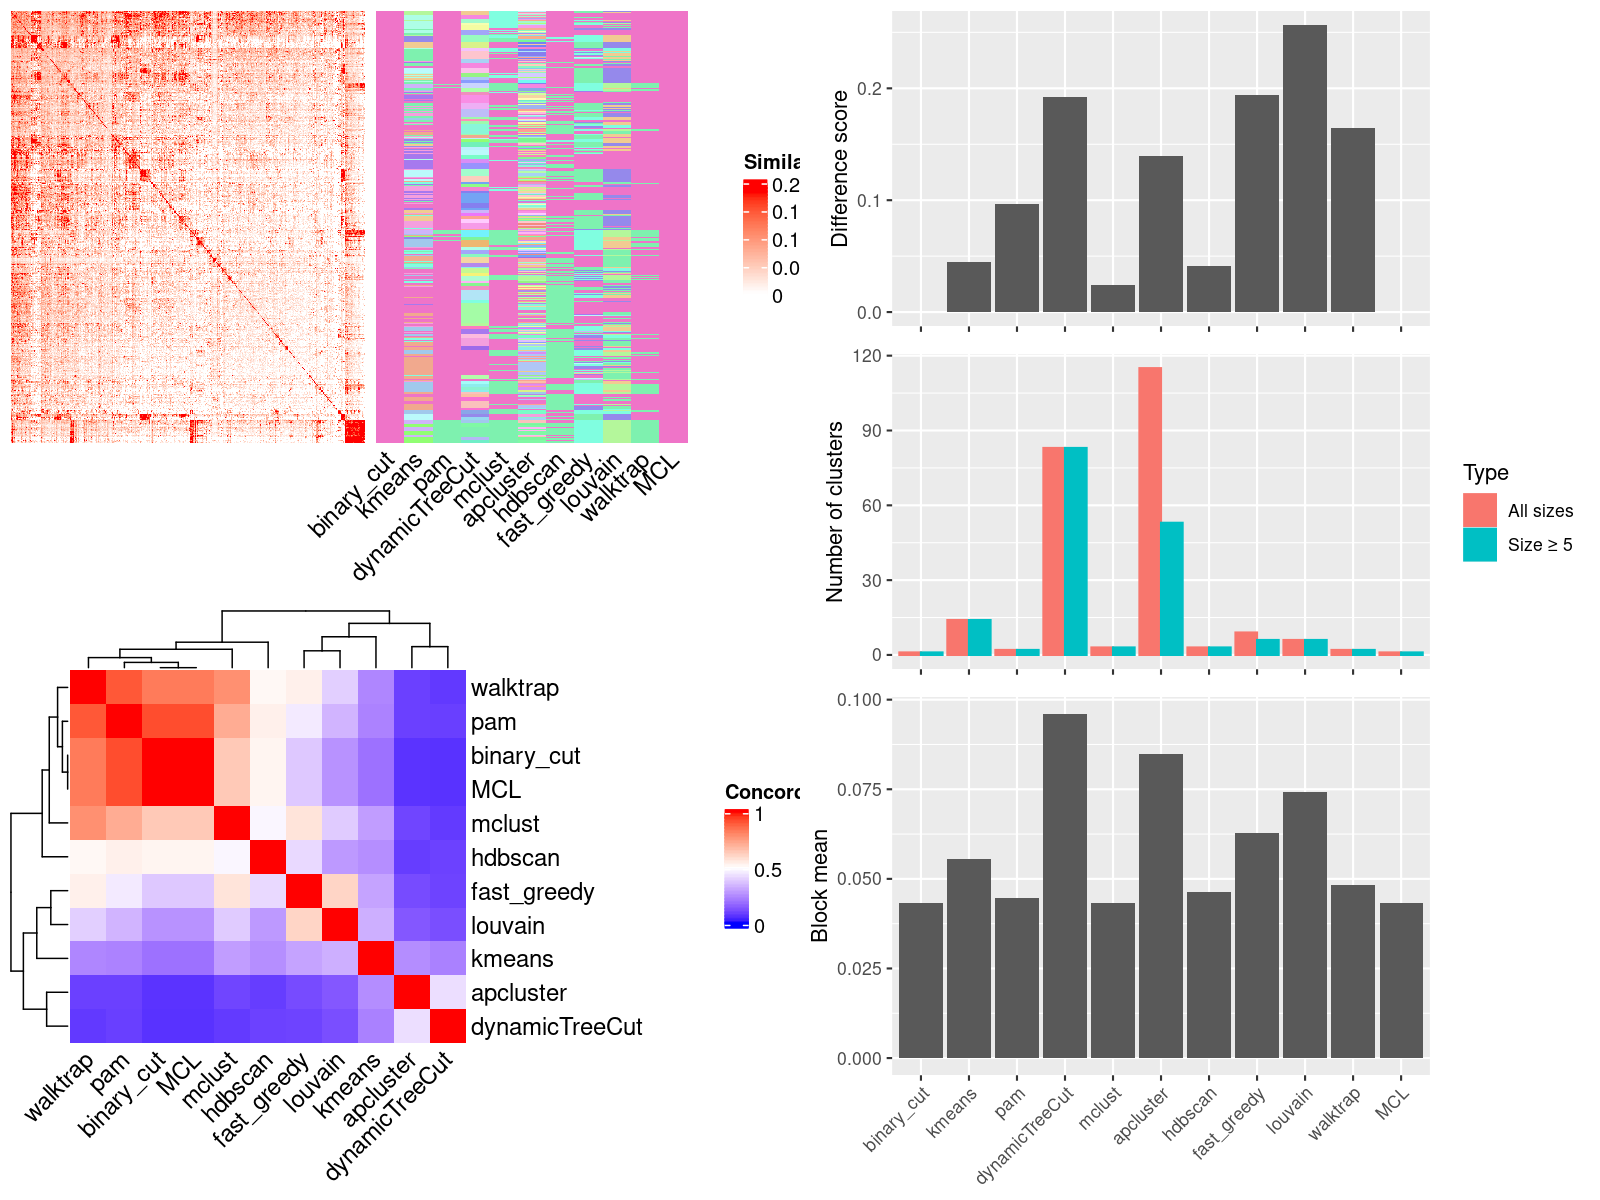 Simila
0.2
0.1
0.1
0.0
0
binary_cut
kmeans
pam
dynamicTreeCut
mclust
apcluster
hdbscan
fast_greedy
louvain
walktrap
MCL
walktrap
pam
binary_cut
MCL
mclust
hdbscan
fast_greedy
louvain
kmeans
apcluster
dynamicTreeCut
walktrap
pam
binary_cut
MCL
mclust
hdbscan
fast_greedy
louvain
kmeans
apcluster
dynamicTreeCut
Concord
1
0.5
0
Difference score
0.2
0.1
0.0
Number of clusters
120
90
60
30
0
Type
All sizes
Size ≥ 5
Block mean
0.100
0.075
0.050
0.025
0.000
binary_cut
kmeans
pam
dynamicTreeCut
mclust
apcluster
hdbscan
fast_greedy
louvain
walktrap
MCL